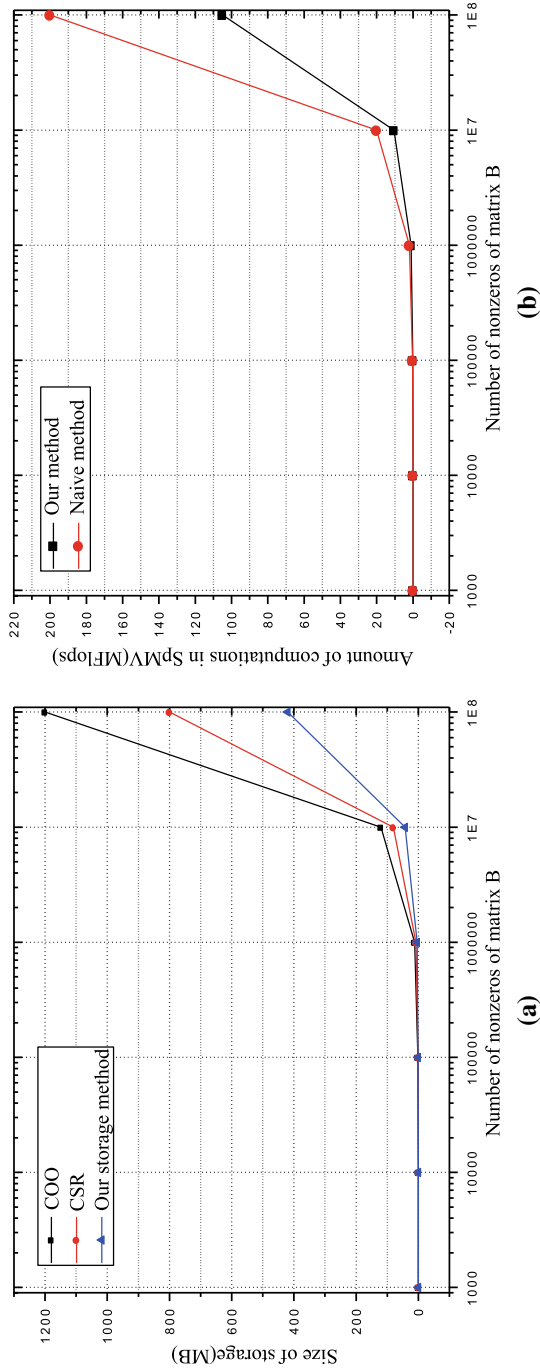 COO
CSR
Our storage method
Size of storage(MB)
1200
1000
800
600
400
200
0
1000
10000
100000
1000000
1E7
1E8
Number of nonzeros of matrix B
(a)
Our method
Naive method
Amount of computations in SpMV(MFlops)
220
200
180
160
140
120
100
80
60
40
20
0
-20
1000
10000
100000
1000000
1E7
1E8
Number of nonzeros of matrix B
(b)